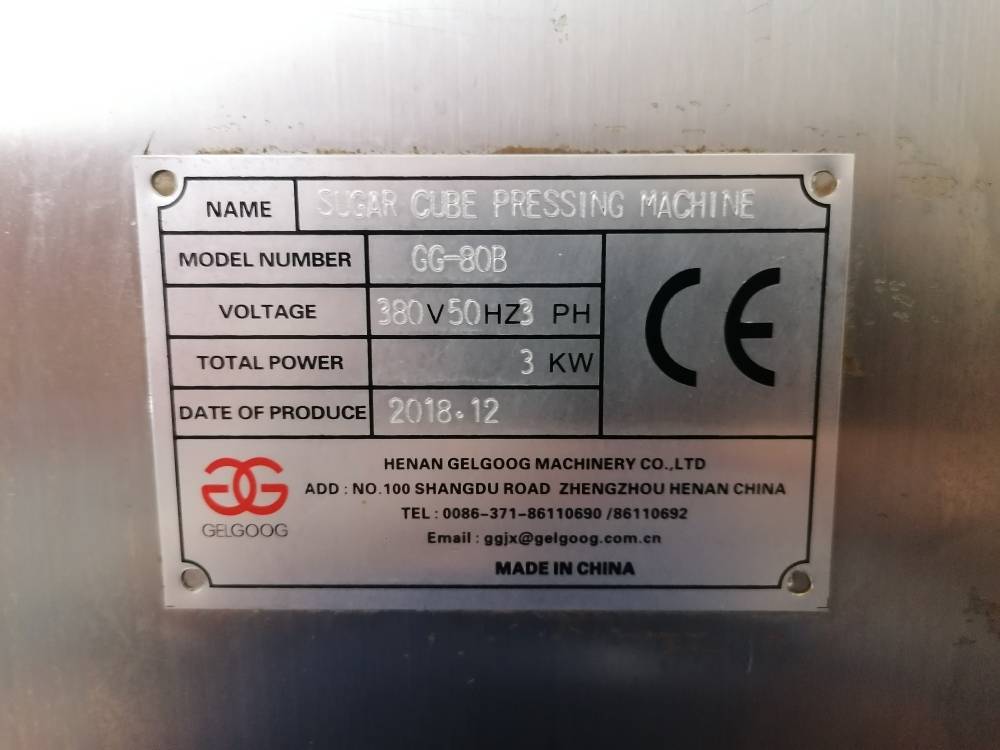 NAME SUGAR CUBE PRESSING MACHINE
MODEL NUMBER GG-80B
VOLTAGE 380V50HZ3 PH
TOTAL POWER 3 KW
DATE OF PRODUCE 2018.12
CE
HENAN GELGOOG MACHINERY CO.,LTD
ADD : NO.100 SHANGDU ROAD ZHENGZHOU HENAN CHINA
TEL : 0086-371-86110690 /86110692
Email : ggjx@gelgoog.com.cn
GELGOOG
MADE IN CHINA